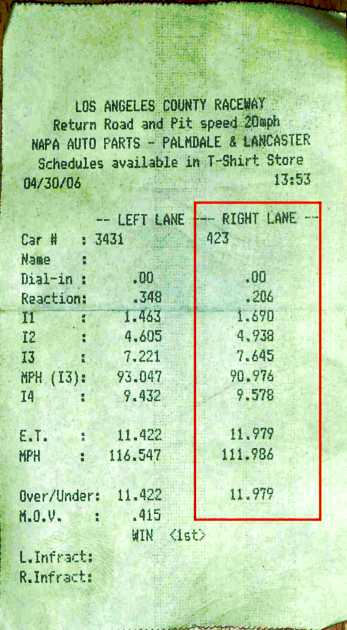 LOS ANGELES COUNTY RACEWAY
Return Road and Pit speed 20mph
NAPA AUTO PARTS - PALMDALE & LANCASTER
Schedules available in T-Shirt Store
04/30/06 13:53
-- LEFT LANE --- RIGHT LANE --
Car # : 3431 423
Name :
Dial-in : .00 .00
Reaction: .348 .206
I1 : 1.463 1.690
I2 : 4.605 4.938
I3 : 7.221 7.645
MPH (I3): 93.047 90.976
I4 : 9.432 9.578
E.T. : 11.422 11.979
MPH : 116.547 111.986
Over/Under: 11.422 11.979
M.O.V. : .415
WIN <1st>
L.Infract:
R.Infract: